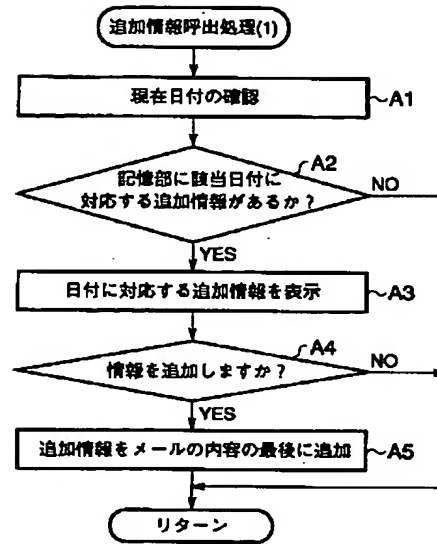 追加情報呼出処理(1)
現在日付の確認
A1
A2
記憶部に該当日付に
対応する追加情報があるか?
NO
YES
日付に対応する追加情報を表示
A3
A4
情報を追加しますか?
NO
YES
追加情報をメールの内容の最後に追加
A5
リターン